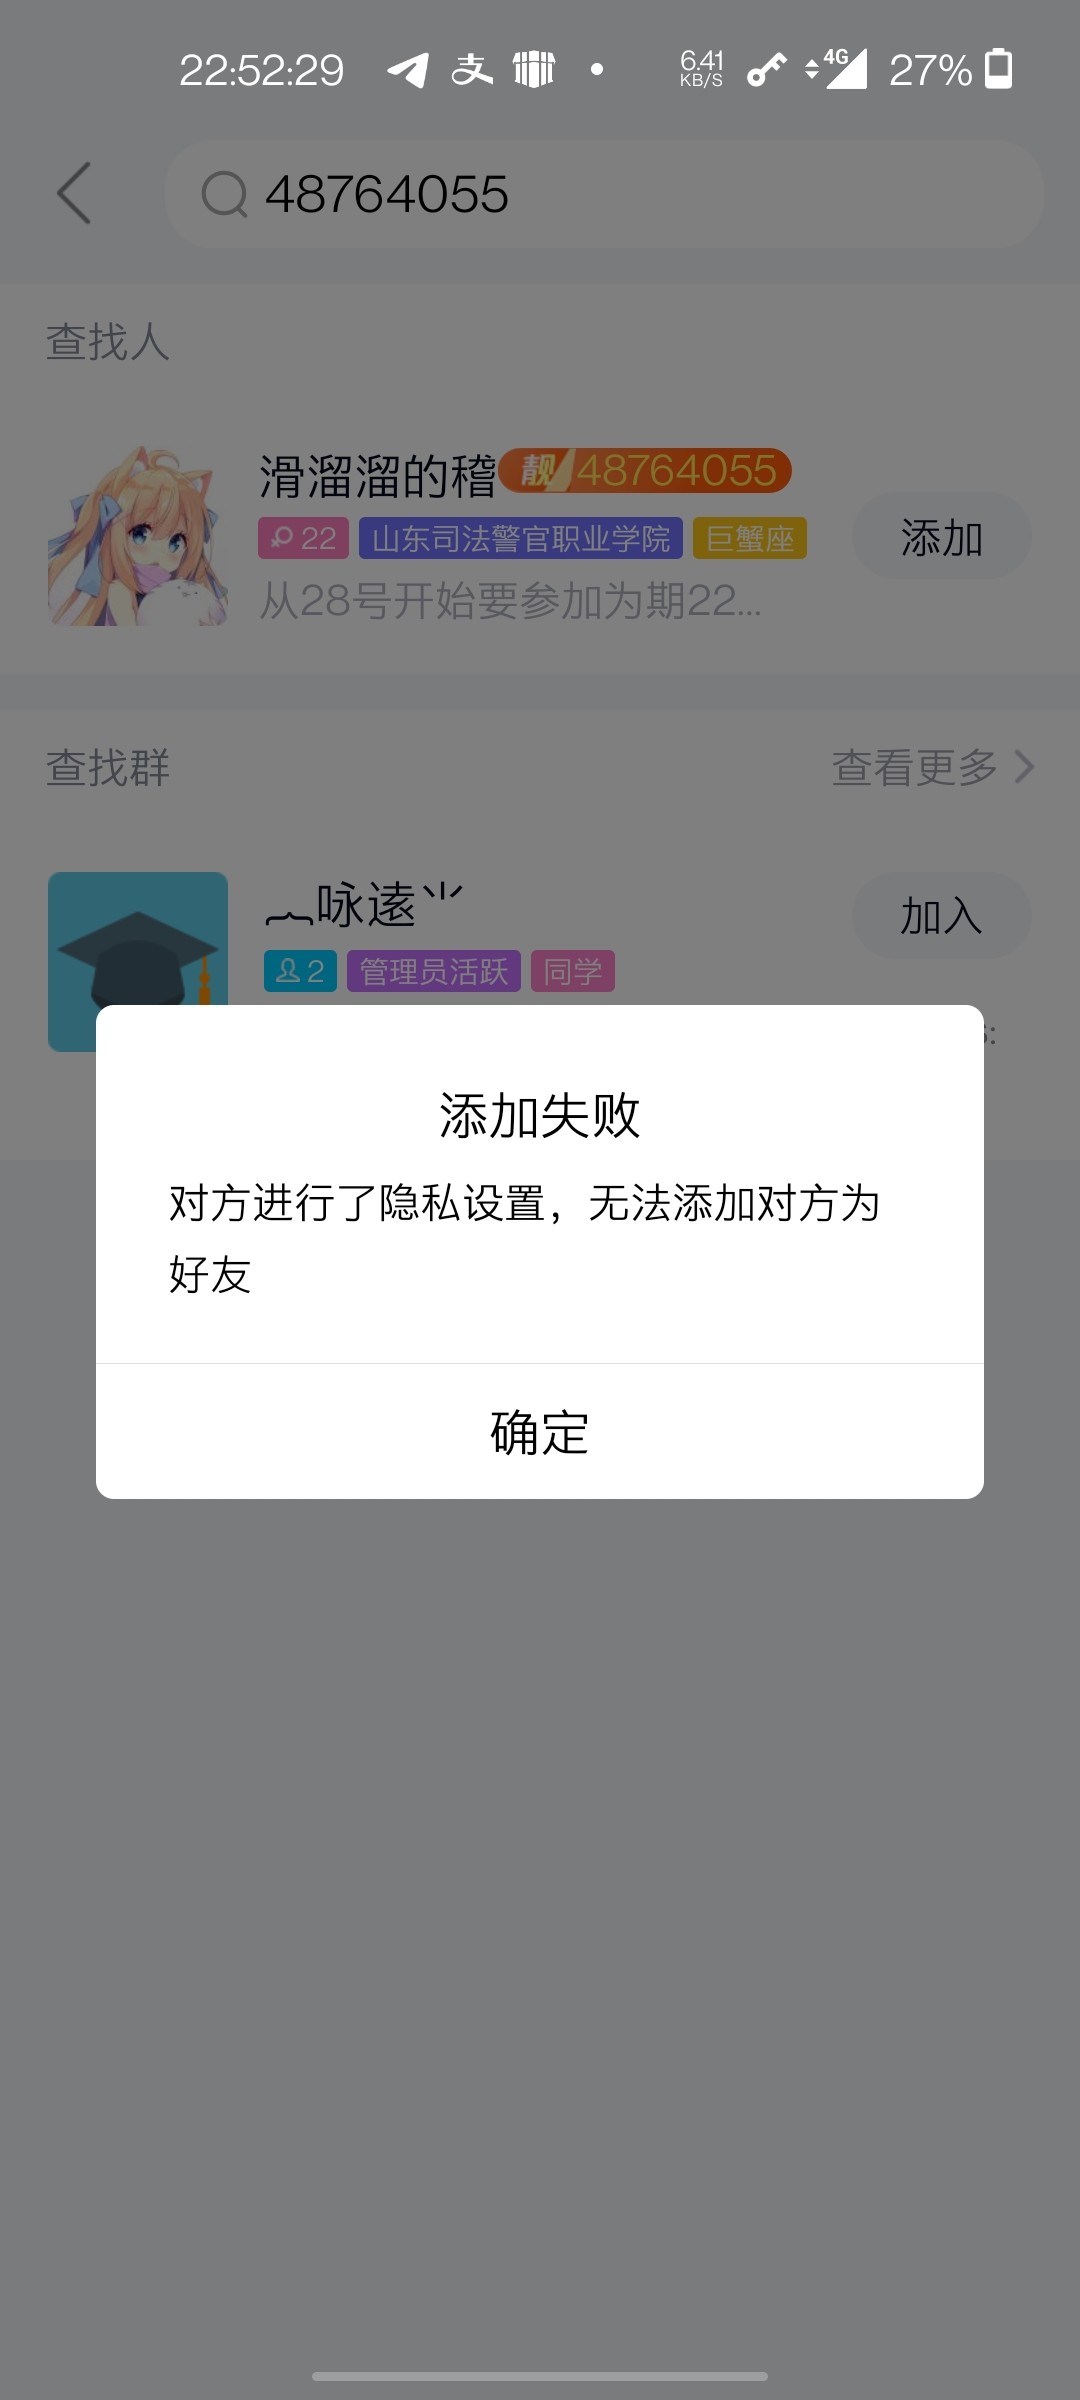 22:52:29 支 6.41 KB/S 4G 27%
48764055
查找人
滑溜溜的稽 靓 48764055
22 山东司法警官职业学院 巨蟹座
添加
从28号开始要参加为期22...
查找群 查看更多
︷咏逺
加入
2 管理员活跃 同学
添加失败
对方进行了隐私设置，无法添加对方为
好友
确定